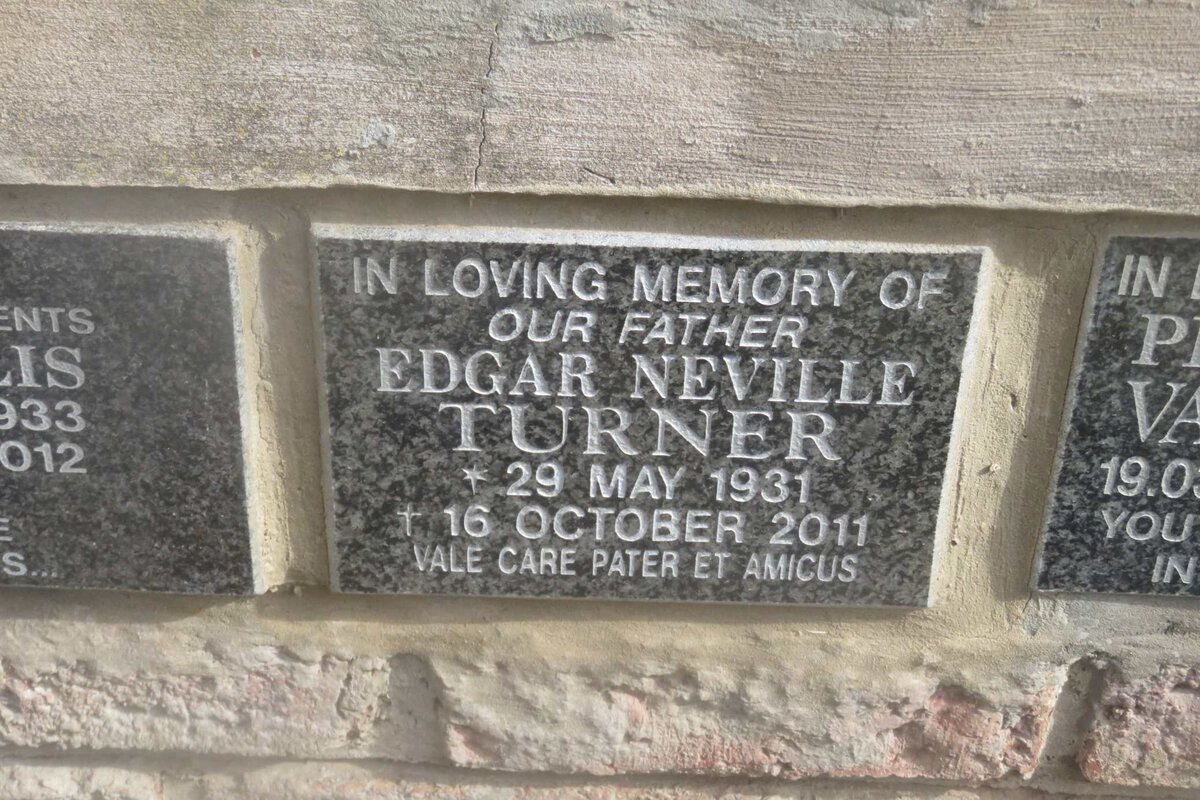 IN LOVING MEMORY OF
OUR FATHER
EDGAR NEVILLE
TURNER
* 29 MAY 1931
† 16 OCTOBER 2011
VALE CARE PATER ET AMICUS
ENTS
LIS
933
012
E
S...
IN
VA
19.0
YOU
IN